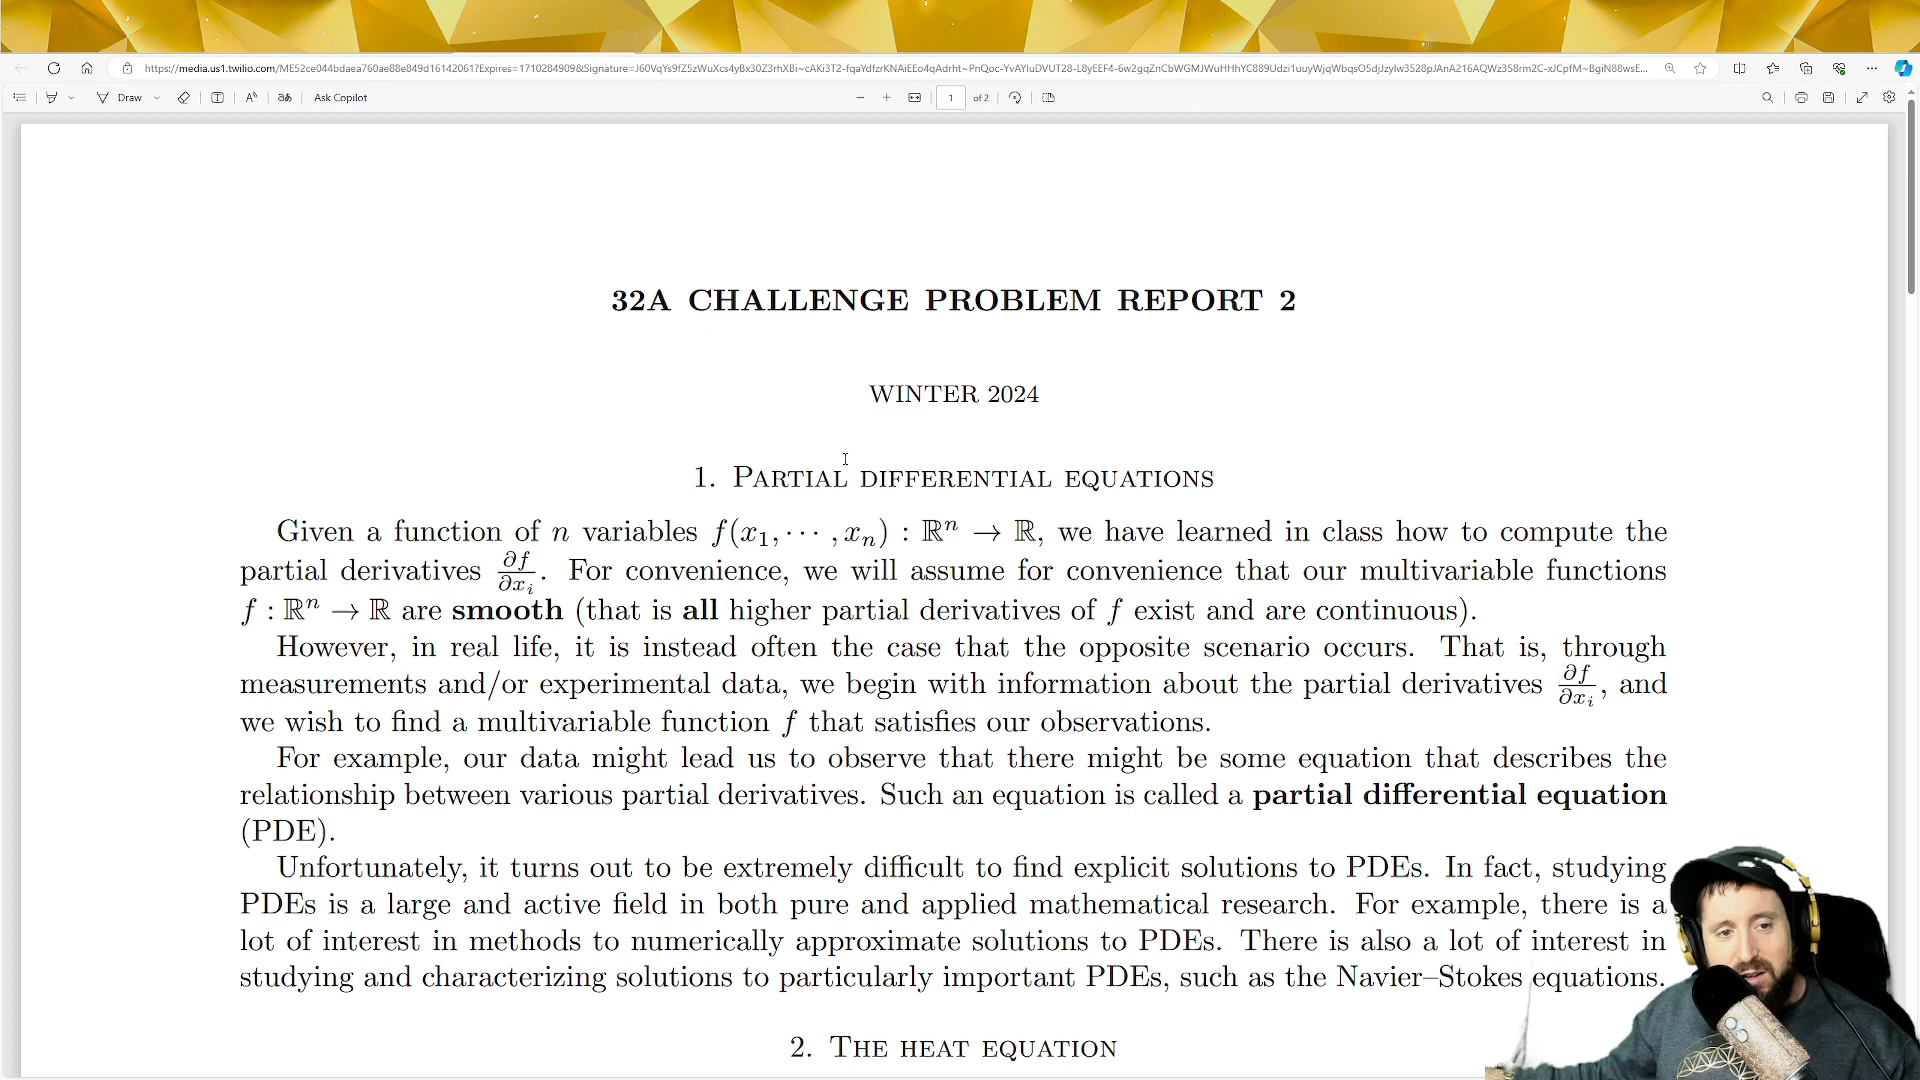 https://media.us1.twilio.com/ME52ce044bdaea760ae88e849d16142061?Expires=1710284909&Signature=
Draw
Ask Copilot
1 of 2
32A CHALLENGE PROBLEM REPORT 2
WINTER 2024
1. PARTIAL DIFFERENTIAL EQUATIONS
Given a function of n variables f(x₁, ⋯ , xₙ) : ℝⁿ → ℝ, we have learned in class how to compute the
partial derivatives ∂f/∂xᵢ. For convenience, we will assume for convenience that our multivariable functions
f : ℝⁿ → ℝ are smooth (that is all higher partial derivatives of f exist and are continuous).
However, in real life, it is instead often the case that the opposite scenario occurs. That is, through
measurements and/or experimental data, we begin with information about the partial derivatives ∂f/∂xᵢ, and
we wish to find a multivariable function f that satisfies our observations.
For example, our data might lead us to observe that there might be some equation that describes the
relationship between various partial derivatives. Such an equation is called a partial differential equation
(PDE).
Unfortunately, it turns out to be extremely difficult to find explicit solutions to PDEs. In fact, studying
PDEs is a large and active field in both pure and applied mathematical research. For example, there is a
lot of interest in methods to numerically approximate solutions to PDEs. There is also a lot of interest in
studying and characterizing solutions to particularly important PDEs, such as the Navier–Stokes equations.
2. THE HEAT EQUATION